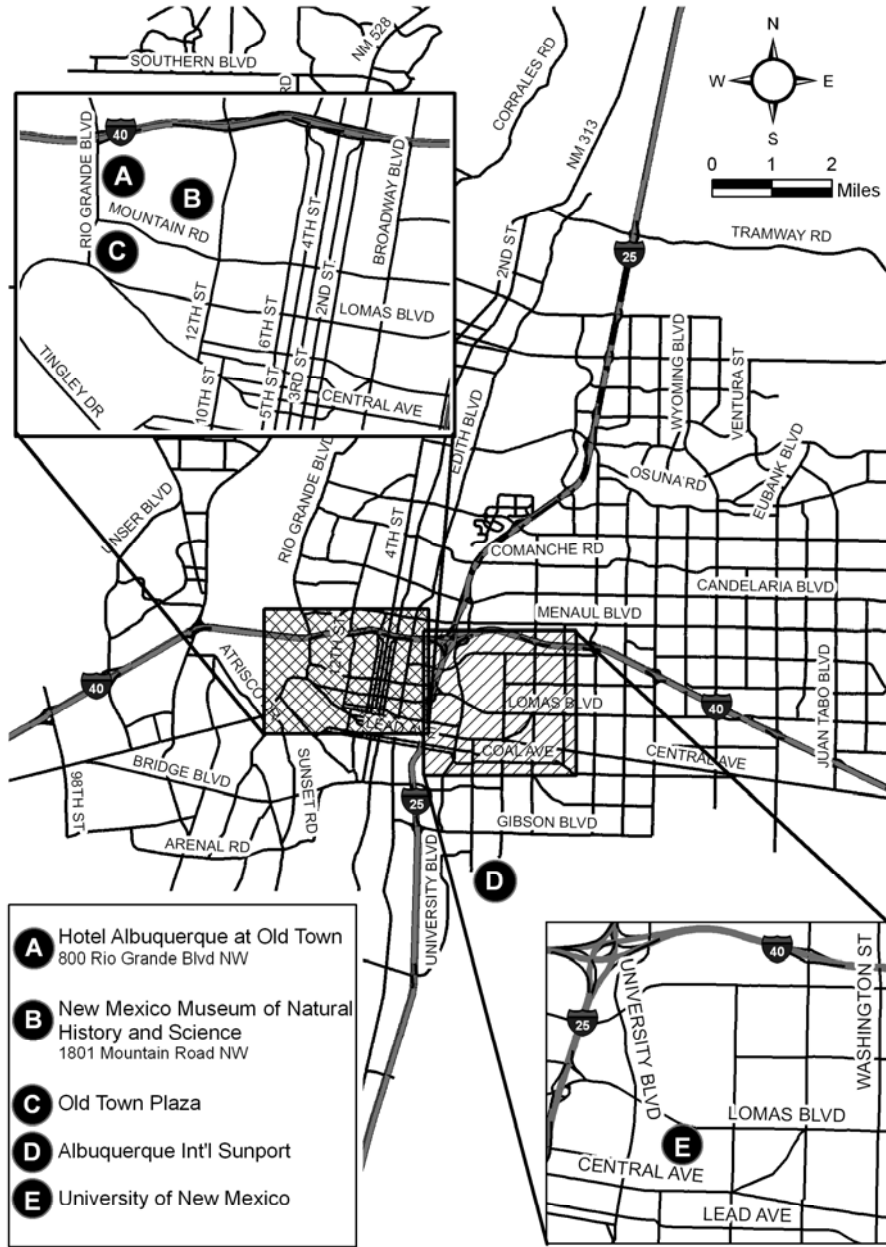 SOUTHERN BLVD
NM 528
CORRALES RD
NM 313
N
W E
S
0 1 2
Miles
TRAMWAY RD
25
2ND ST
WYOMING BLVD
VENTURA ST
EUBANK BLVD
OSUNA RD
EDITH BLVD
RIO GRANDE BLVD
4TH ST
UNSER BLVD
COMANCHE RD
CANDELARIA BLVD
MENAUL BLVD
12TH ST
ATRISCO
40
LOMAS BLVD
40
JUAN TABO BLVD
LEAD AVE
COAL AVE
CENTRAL AVE
BRIDGE BLVD
SUNSET RD
98TH ST
25
GIBSON BLVD
ARENAL RD
UNIVERSITY BLVD
D
40
RIO GRANDE BLVD
A
B
MOUNTAIN RD
C
4TH ST
BROADWAY BLVD
2ND ST
LOMAS BLVD
12TH ST
6TH ST
3RD ST
TINGLEY DR
10TH ST
5TH ST
CENTRAL AVE
A Hotel Albuquerque at Old Town
800 Rio Grande Blvd NW
B New Mexico Museum of Natural
History and Science
1801 Mountain Road NW
C Old Town Plaza
D Albuquerque Int'l Sunport
E University of New Mexico
40
25
UNIVERSITY BLVD
WASHINGTON ST
LOMAS BLVD
E
CENTRAL AVE
LEAD AVE